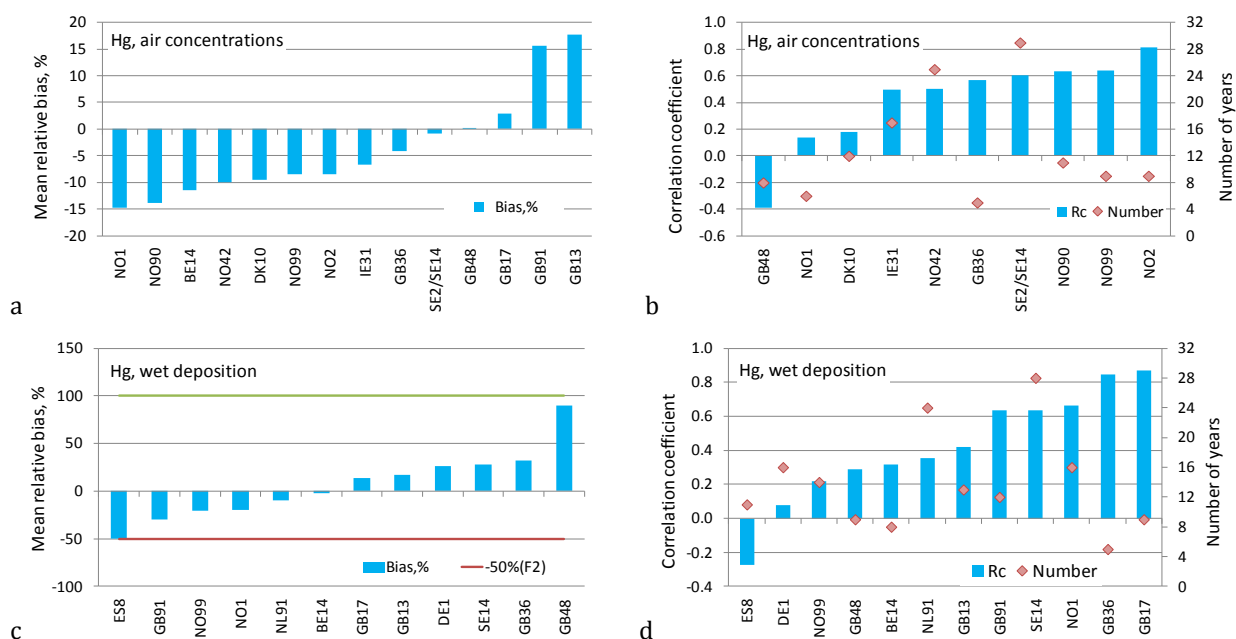 Hg, air concentrations
Mean relative bias, %
20
15
10
5
0
-5
-10
-15
-20
Bias,%
NO1
NO90
BE14
NO42
DK10
NO99
NO2
IE31
GB36
SE2/SE14
GB48
GB17
GB91
GB13
a
Hg, air concentrations
Correlation coefficient
1.0
0.8
0.6
0.4
0.2
0.0
-0.2
-0.4
-0.6
Number of years
32
28
24
20
16
12
8
4
0
Rc Number
GB48
NO1
DK10
IE31
NO42
GB36
SE2/SE14
NO90
NO99
NO2
b
Hg, wet deposition
Mean relative bias, %
150
100
50
0
-50
-100
Bias,% -50%(F2)
ES8
GB91
NO99
NO1
NL91
BE14
GB17
GB13
DE1
SE14
GB36
GB48
c
Hg, wet deposition
Correlation coefficient
1.0
0.8
0.6
0.4
0.2
0.0
-0.2
-0.4
Number of years
32
28
24
20
16
12
8
4
0
Rc Number
ES8
DE1
NO99
GB48
BE14
NL91
GB13
GB91
SE14
NO1
GB36
GB17
d